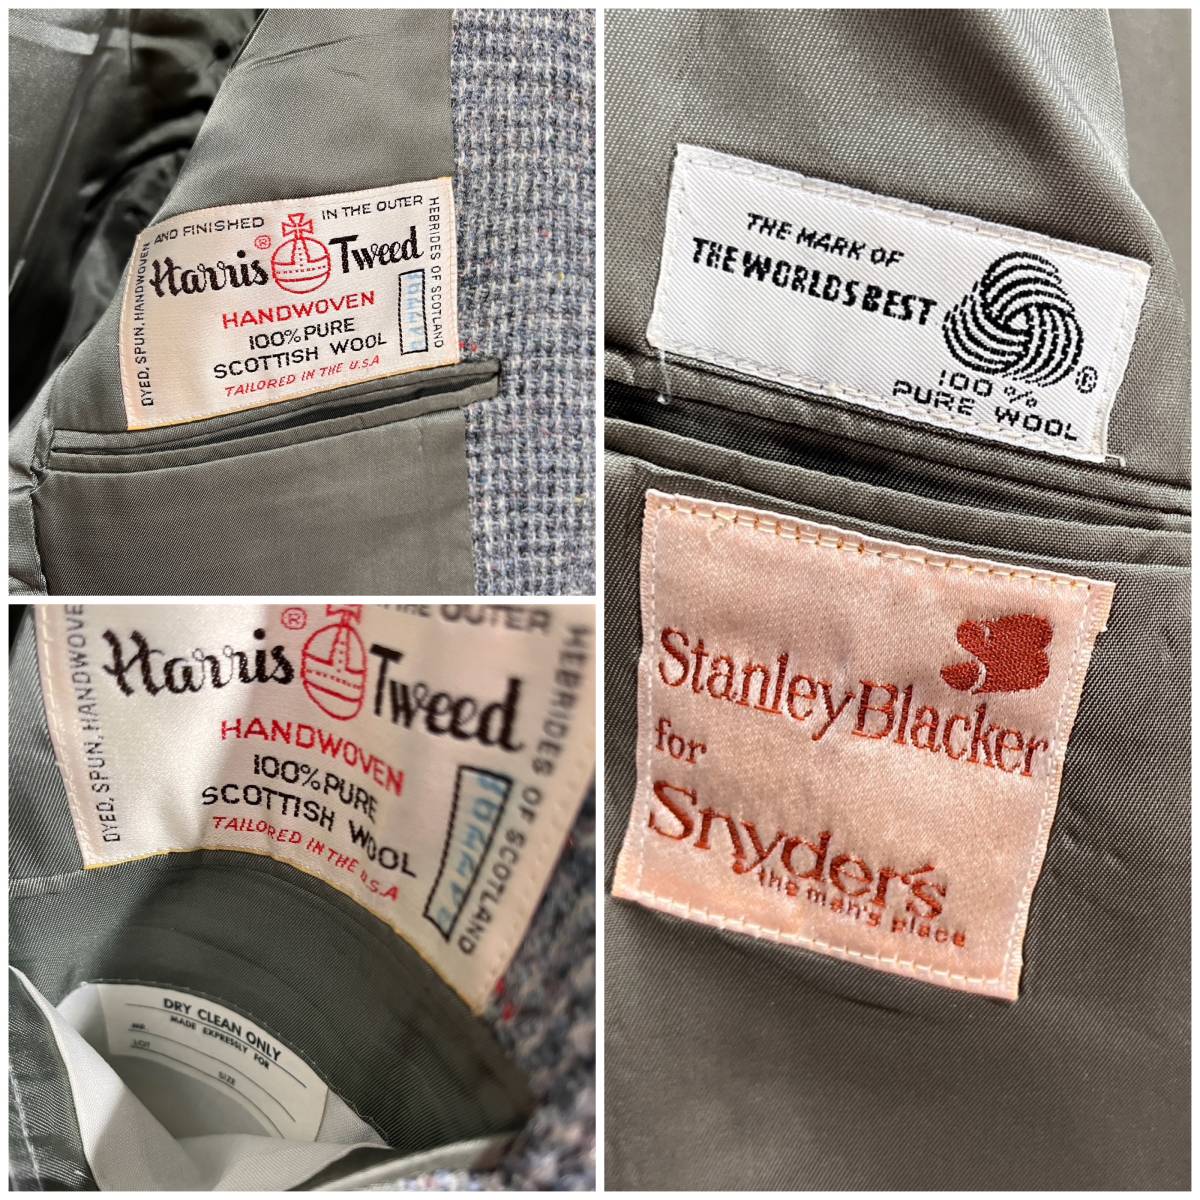 DYED, SPUN, HANDWOVEN
AND FINISHED
IN THE OUTER
HEBRIDES OF SCOTLAND
Harris ® Tweed
HANDWOVEN
100% PURE
SCOTTISH WOOL
TAILORED IN THE U.S.A
THE MARK OF
THE WORLDS BEST
®
100%
PURE WOOL
Stanley Blacker
for
Snyder's
the man's place
DYED, SPUN, HANDWOVEN
THE OUTER
HEBRIDES OF SCOTLAND
Harris ® Tweed
HANDWOVEN
100% PURE
SCOTTISH WOOL
TAILORED IN THE U.S.A
DRY CLEAN ONLY
MADE EXPRESSLY FOR
MR.
LOT
SIZE